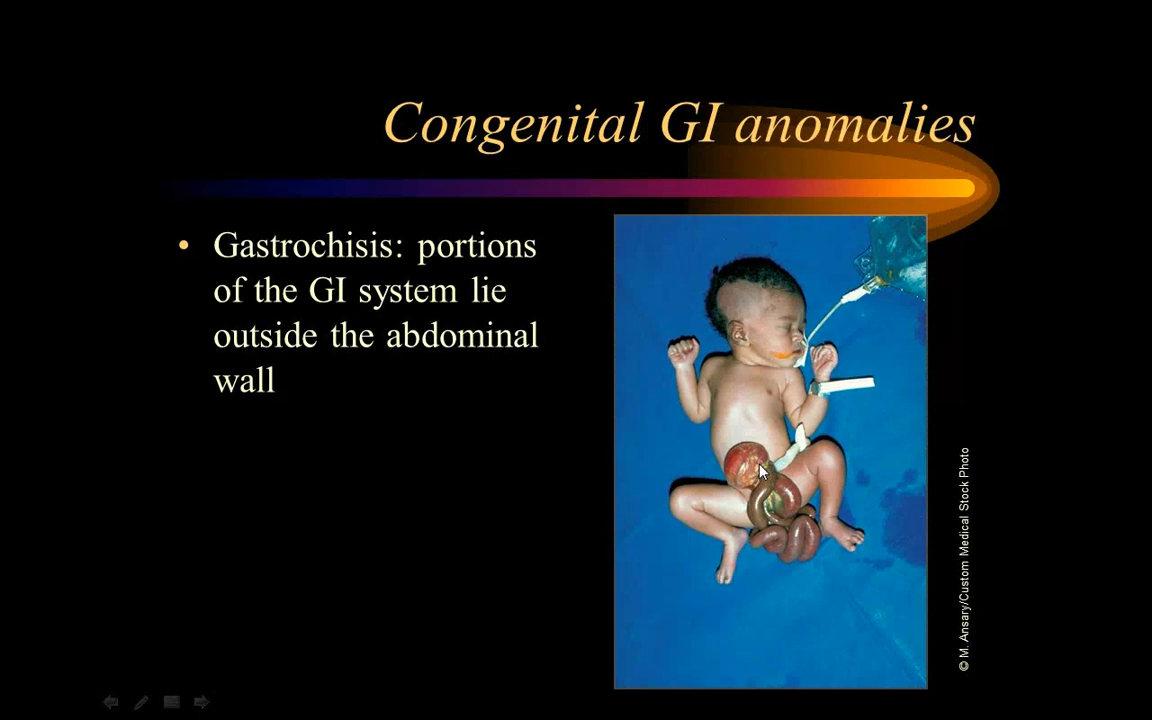 Congenital GI anomalies
• Gastrochisis: portions
of the GI system lie
outside the abdominal
wall
© M. Ansary/Custom Medical Stock Photo